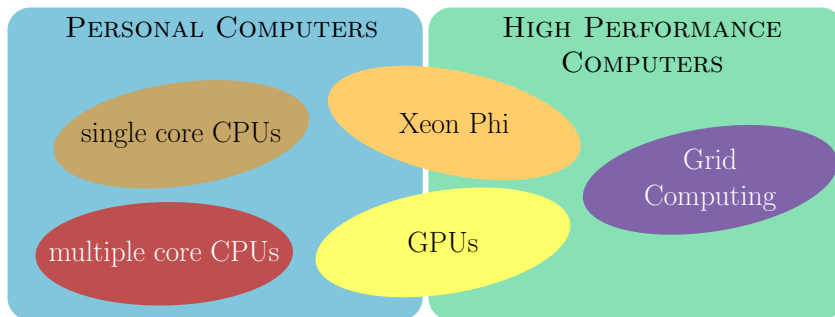 PERSONAL COMPUTERS
HIGH PERFORMANCE
COMPUTERS
single core CPUs
Xeon Phi
Grid
Computing
multiple core CPUs
GPUs